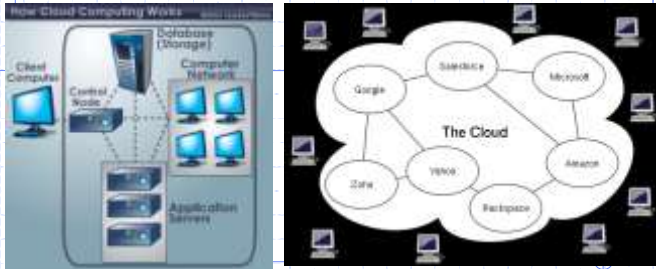 How Cloud Computing Works
Database
(Storage)
Client
Computer
Computer
Network
Control
Node
Application
Servers
Salesforce
Microsoft
Google
The Cloud
Amazon
Yahoo
Zoho
Rackspace